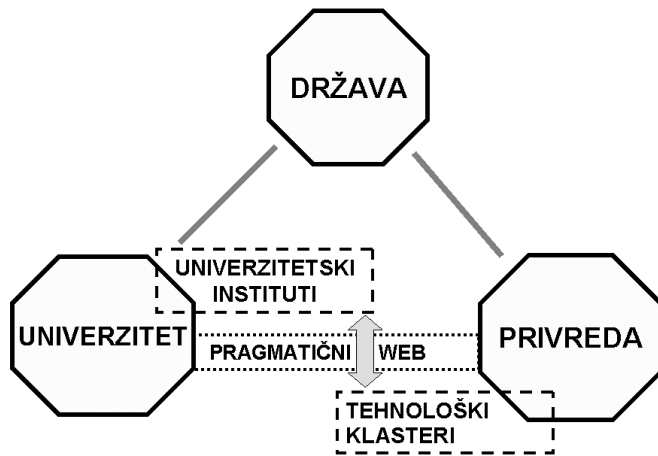 DRŽAVA
UNIVERZITETSKI
INSTITUTI
UNIVERZITET
PRAGMATIČNI WEB
PRIVREDA
TEHNOLOŠKI
KLASTERI